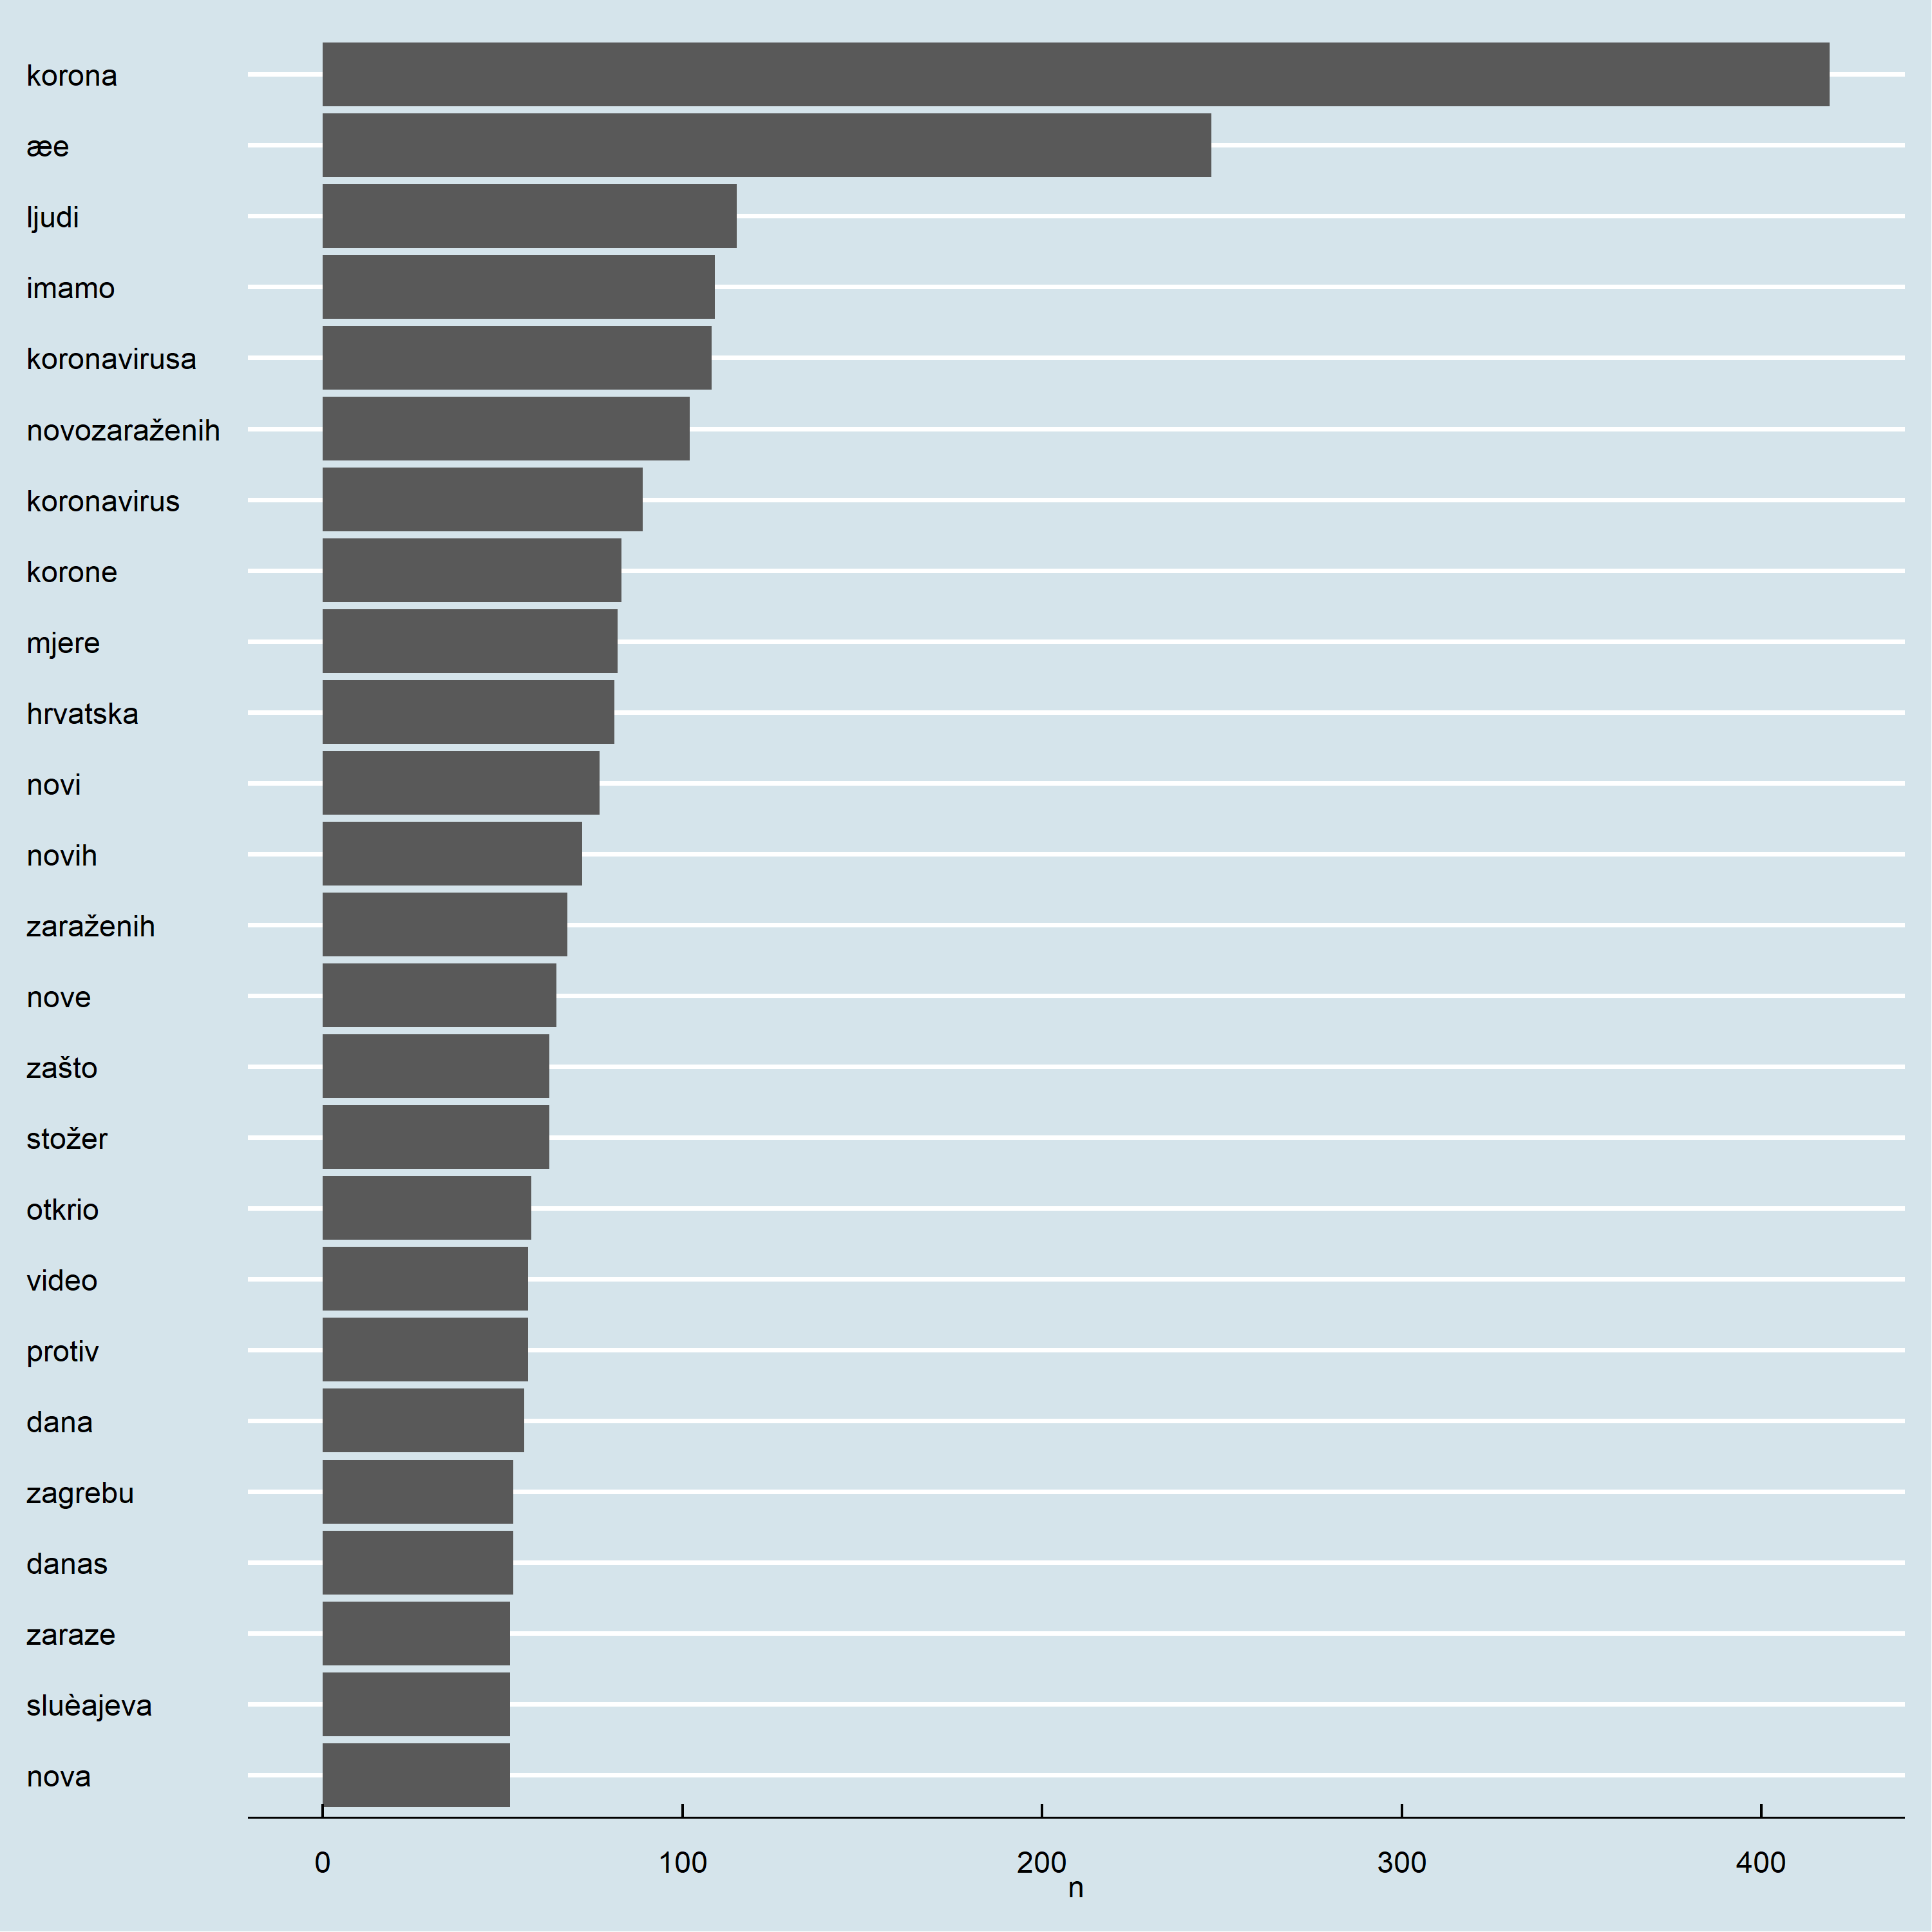 korona
æe
ljudi
imamo
koronavirusa
novozaraženih
koronavirus
korone
mjere
hrvatska
novi
novih
zaraženih
nove
zašto
stožer
otkrio
video
protiv
dana
zagrebu
danas
zaraze
sluèajeva
nova
0 100 200 300 400
n